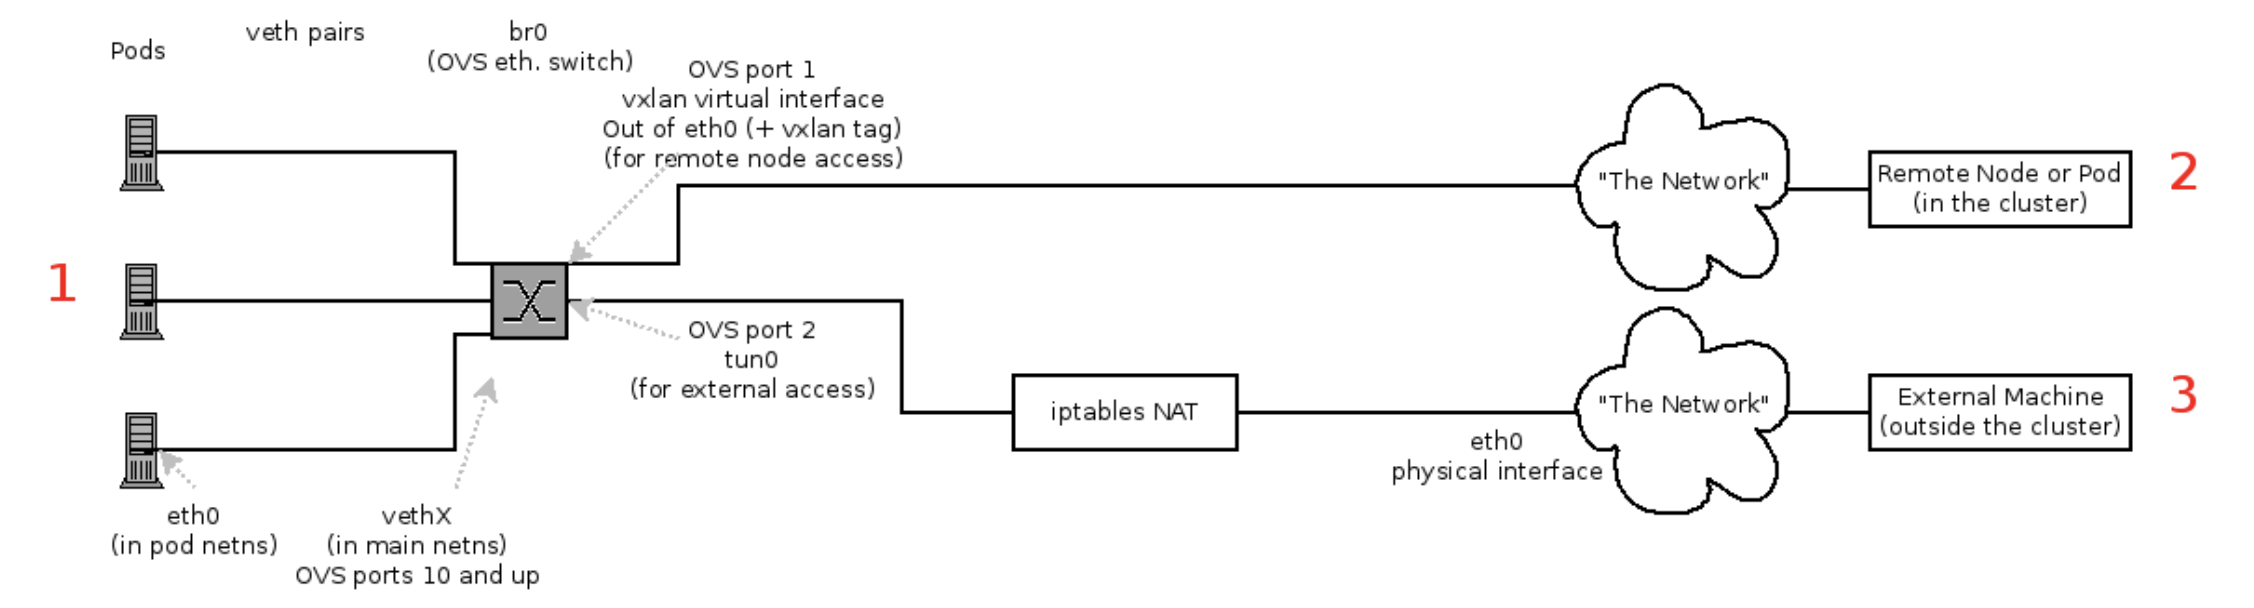 Pods
veth pairs
br0
(OVS eth. switch)
OVS port 1
vxlan virtual interface
Out of eth0 (+ vxlan tag)
(for remote node access)
"The Network"
Remote Node or Pod
(in the cluster)
2
1
OVS port 2
tun0
(for external access)
iptables NAT
eth0
physical interface
"The Network"
External Machine
(outside the cluster)
3
eth0
(in pod netns)
vethX
(in main netns)
OVS ports 10 and up